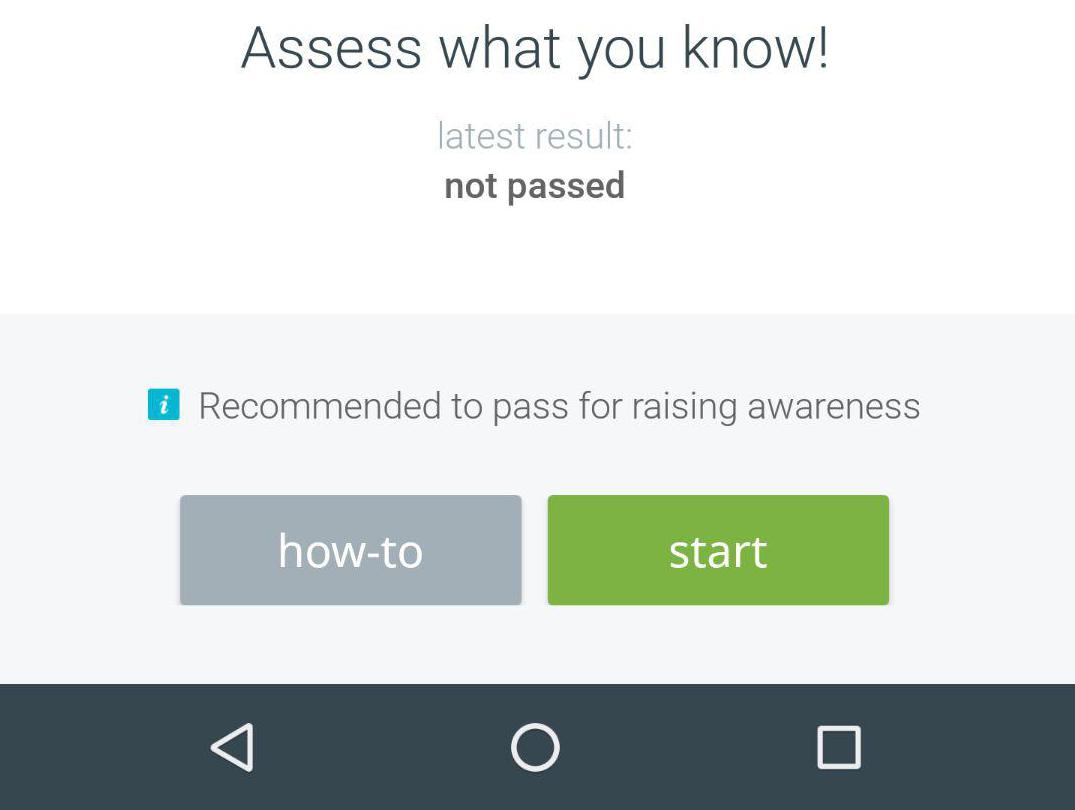 Assess what you know!
latest result:
not passed
i Recommended to pass for raising awareness
how-to start